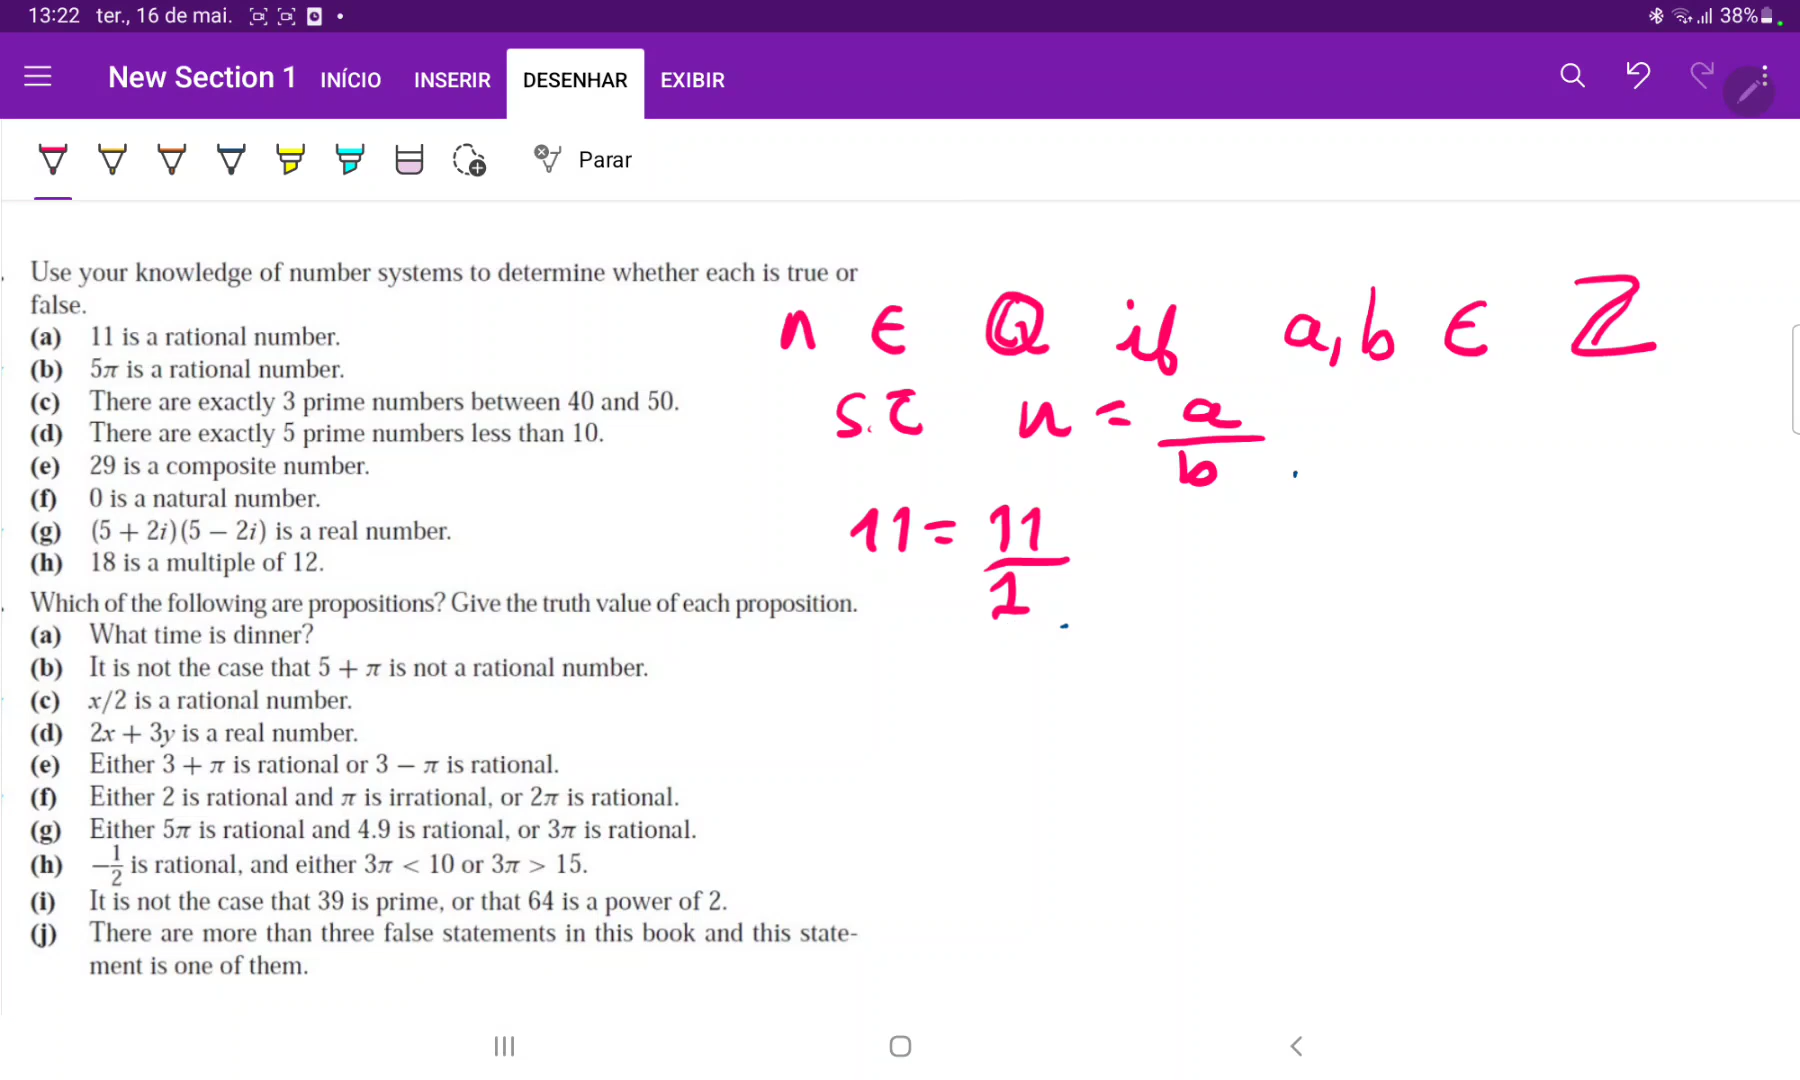 13:22 ter., 16 de mai. 38%
New Section 1 INÍCIO INSERIR DESENHAR EXIBIR
Parar
Use your knowledge of number systems to determine whether each is true or
false.
(a) 11 is a rational number.
(b) 5π is a rational number.
(c) There are exactly 3 prime numbers between 40 and 50.
(d) There are exactly 5 prime numbers less than 10.
(e) 29 is a composite number.
(f) 0 is a natural number.
(g) (5 + 2i)(5 − 2i) is a real number.
(h) 18 is a multiple of 12.
Which of the following are propositions? Give the truth value of each proposition.
(a) What time is dinner?
(b) It is not the case that 5 + π is not a rational number.
(c) x/2 is a rational number.
(d) 2x + 3y is a real number.
(e) Either 3 + π is rational or 3 − π is rational.
(f) Either 2 is rational and π is irrational, or 2π is rational.
(g) Either 5π is rational and 4.9 is rational, or 3π is rational.
(h) −1/2 is rational, and either 3π < 10 or 3π > 15.
(i) It is not the case that 39 is prime, or that 64 is a power of 2.
(j) There are more than three false statements in this book and this state-
ment is one of them.
n ∈ ℚ if a,b ∈ ℤ
s.t n = a/b
11 = 11/1